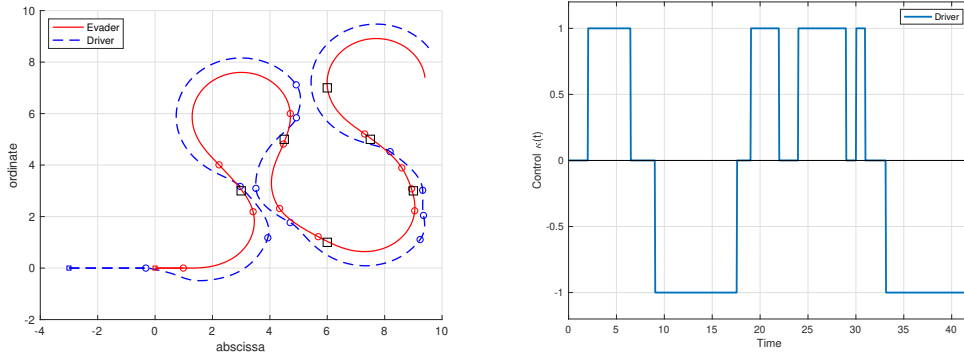 10
8
6
4
2
0
-2
-4 -2 0 2 4 6 8 10
abscissa
ordinate
Evader
Driver
1
0.5
0
-0.5
-1
0 5 10 15 20 25 30 35 40
Time
Control κ(t)
Driver